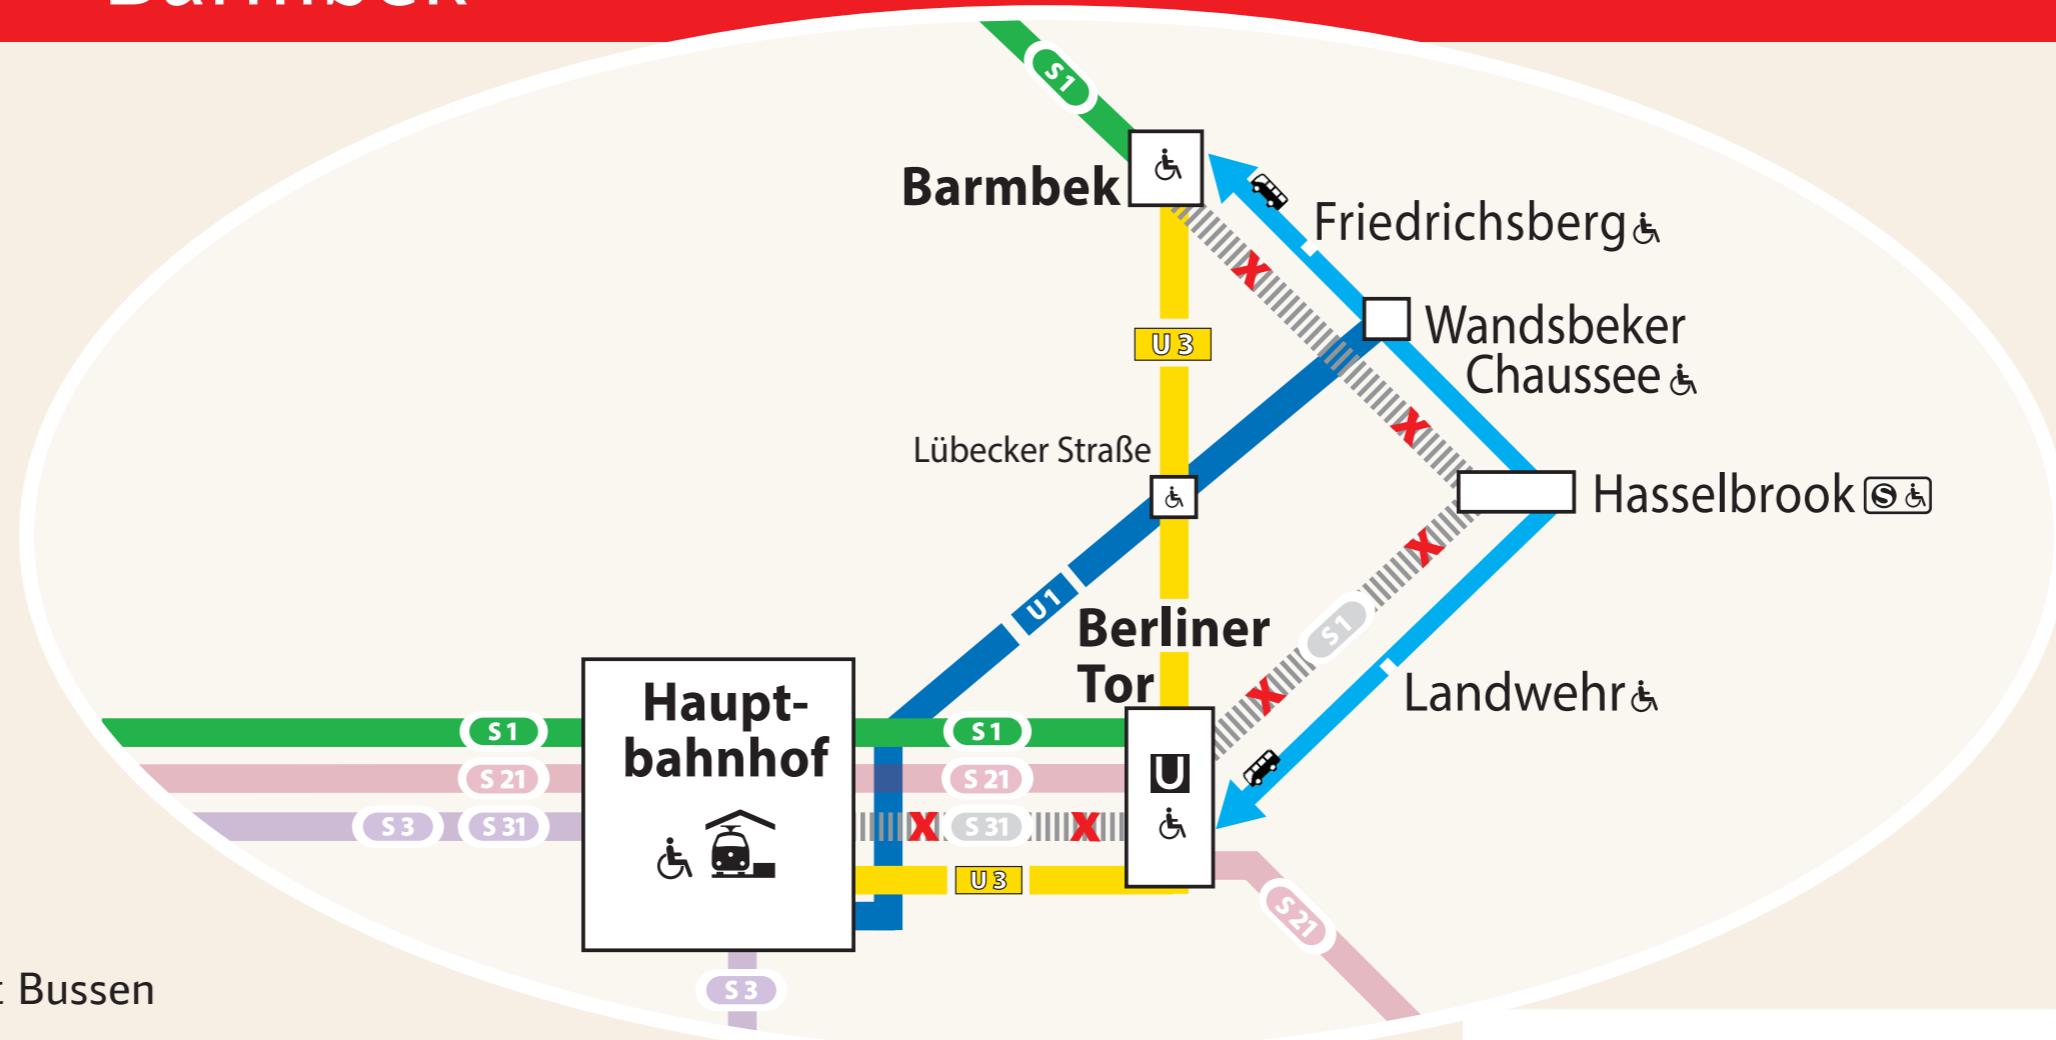 Barmbek
S1
Barmbek
Friedrichsberg
U3
Wandsbeker
Chaussee
Lübecker Straße
Hasselbrook S
U1
Berliner
Tor
S1
Haupt-
bahnhof
Landwehr
S1
S1
S21
S21
U
S3
S31
S31
U3
S21
S3
Bussen